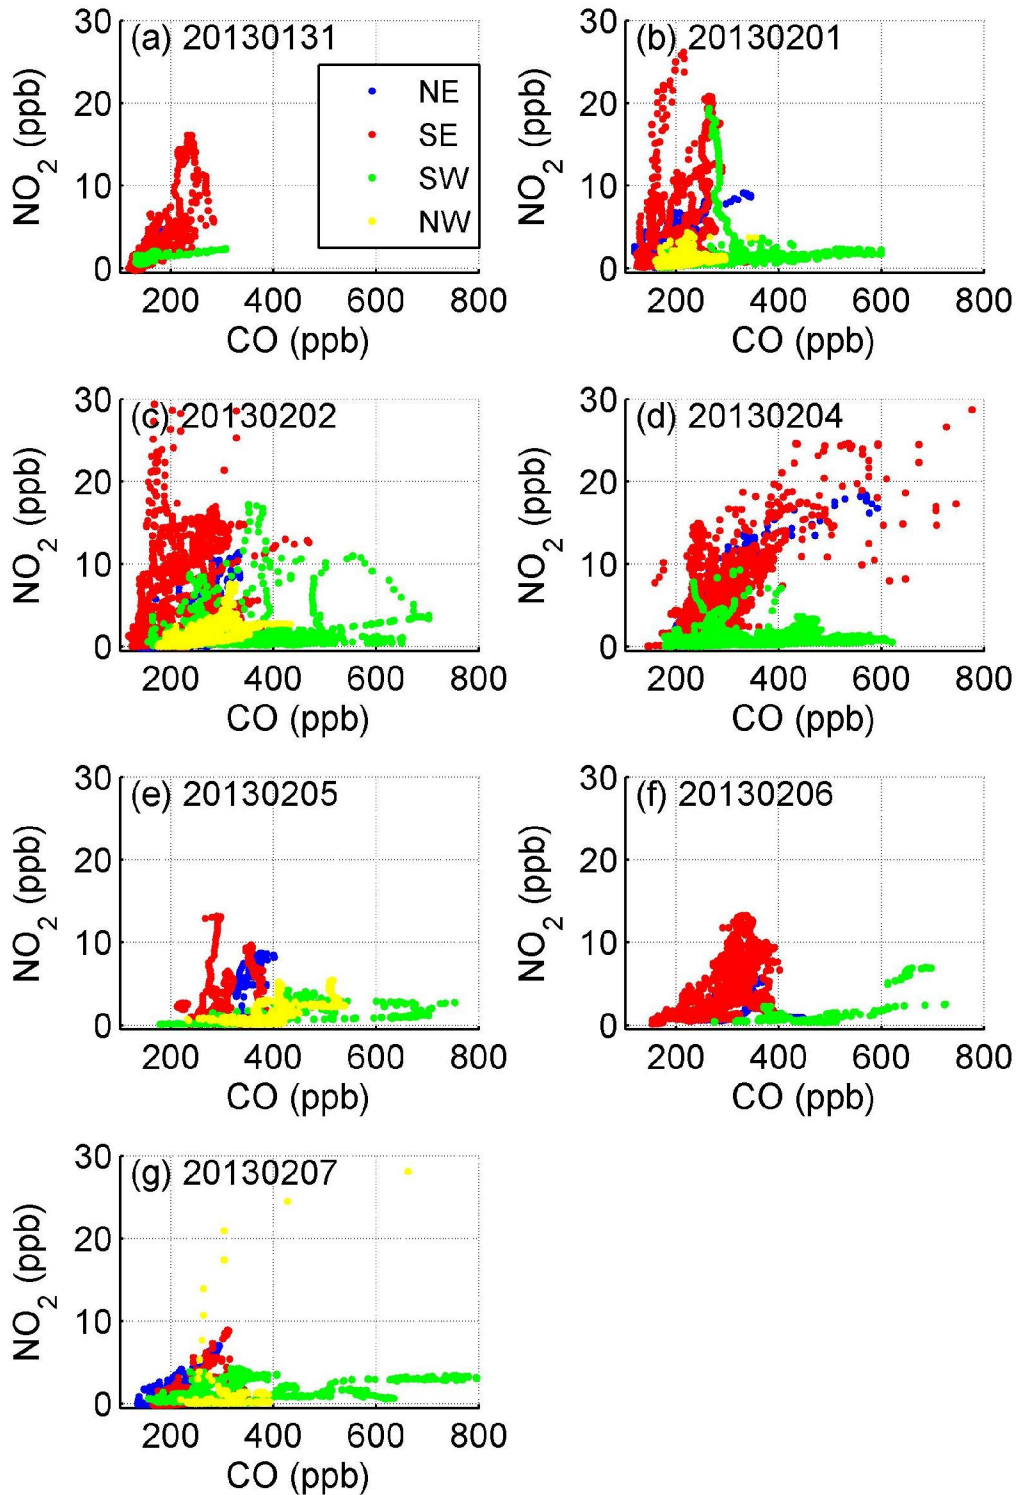 (a) 20130131
NO2 (ppb)
30
20
10
0
200 400 600 800
CO (ppb)
NE
SE
SW
NW
(b) 20130201
NO2 (ppb)
30
20
10
0
200 400 600 800
CO (ppb)
(c) 20130202
NO2 (ppb)
30
20
10
0
200 400 600 800
CO (ppb)
(d) 20130204
NO2 (ppb)
30
20
10
0
200 400 600 800
CO (ppb)
(e) 20130205
NO2 (ppb)
30
20
10
0
200 400 600 800
CO (ppb)
(f) 20130206
NO2 (ppb)
30
20
10
0
200 400 600 800
CO (ppb)
(g) 20130207
NO2 (ppb)
30
20
10
0
200 400 600 800
CO (ppb)